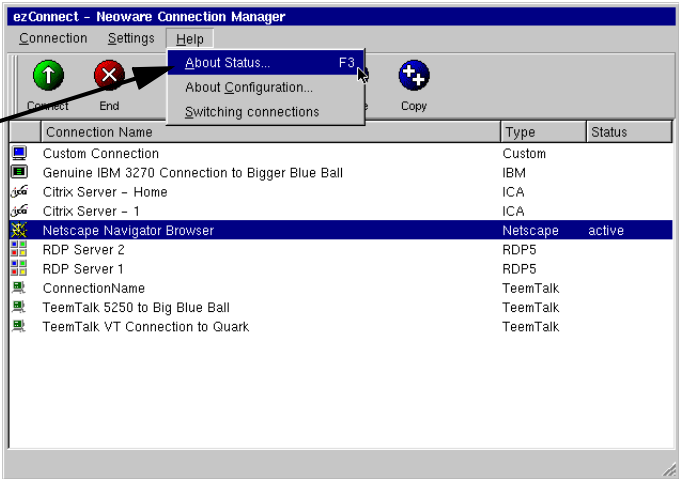 ezConnect – Neoware Connection Manager
Connection Settings Help
About Status... F3
About Configuration...
Switching connections
Connect End Copy
Connection Name Type Status
Custom Connection Custom
Genuine IBM 3270 Connection to Bigger Blue Ball IBM
Citrix Server – Home ICA
Citrix Server – 1 ICA
Netscape Navigator Browser Netscape active
RDP Server 2 RDP5
RDP Server 1 RDP5
ConnectionName TeemTalk
TeemTalk 5250 to Big Blue Ball TeemTalk
TeemTalk VT Connection to Quark TeemTalk